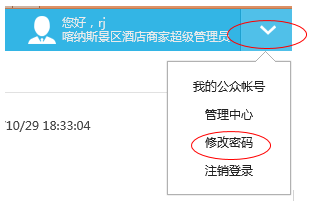 您好，rj
喀纳斯景区酒店商家超级管理员
我的公众帐号
管理中心
/10/29 18:33:04
修改密码
注销登录